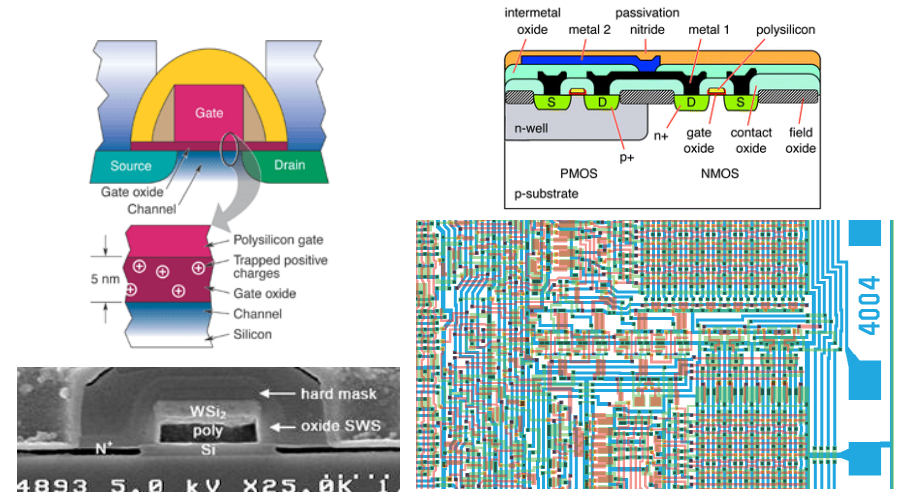 Gate
Source
Drain
Gate oxide
Channel
Polysilicon gate
Trapped positive
charges
5 nm
Gate oxide
Channel
Silicon
hard mask
WSi2
poly
oxide SWS
N+
Si
4893 5.0 kV X25.0K
intermetal
oxide
metal 2
passivation
nitride
metal 1
polysilicon
S
D
D
S
n-well
n+
p+
gate
oxide
contact
oxide
field
oxide
PMOS
NMOS
p-substrate
4004